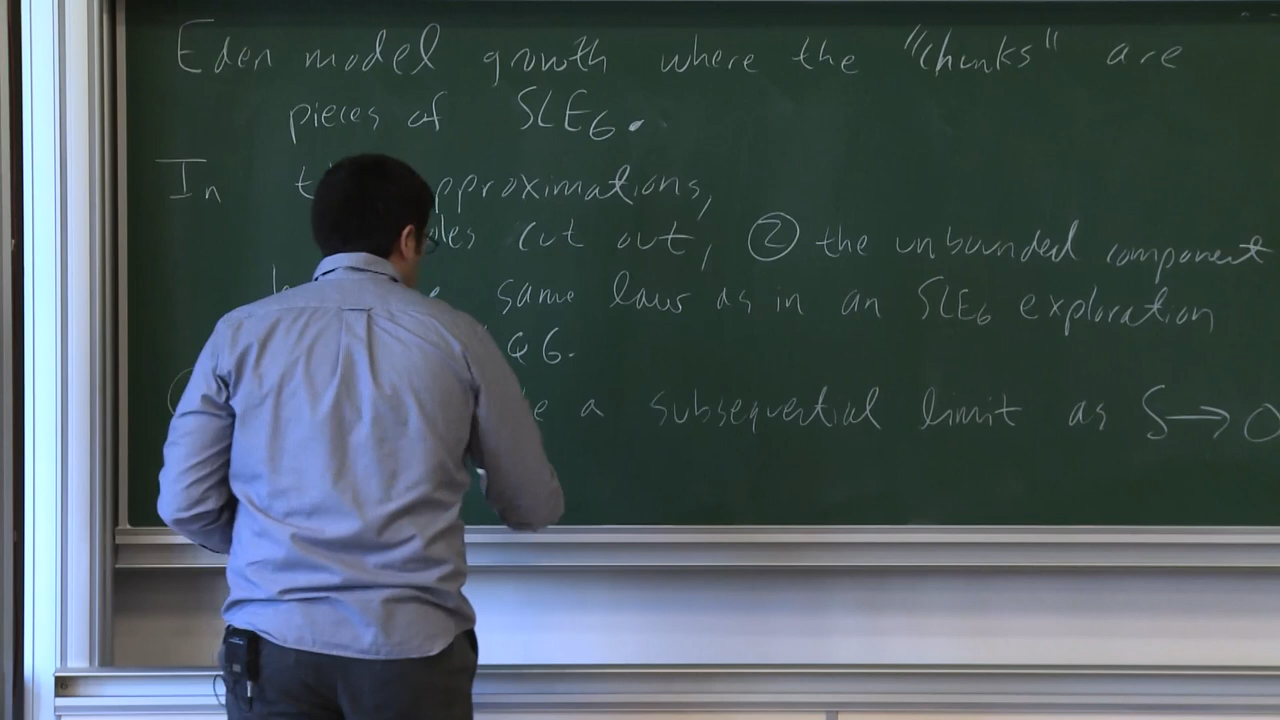 Eden model growth where the "chunks" are
pieces of SLE6.
In approximations,
cut out, ② the unbounded component
same law as in an SLE6 exploration
6.
a subsequential limit as δ → 0